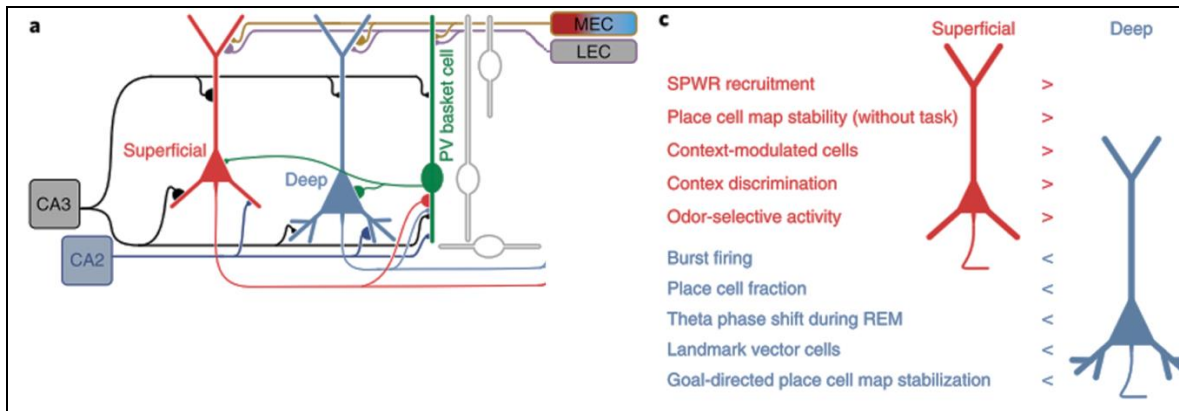 a
MEC
LEC
PV basket cell
Superficial
Deep
CA3
CA2
c
Superficial
Deep
SPWR recruitment >
Place cell map stability (without task) >
Context-modulated cells >
Contex discrimination >
Odor-selective activity >
Burst firing <
Place cell fraction <
Theta phase shift during REM <
Landmark vector cells <
Goal-directed place cell map stabilization <